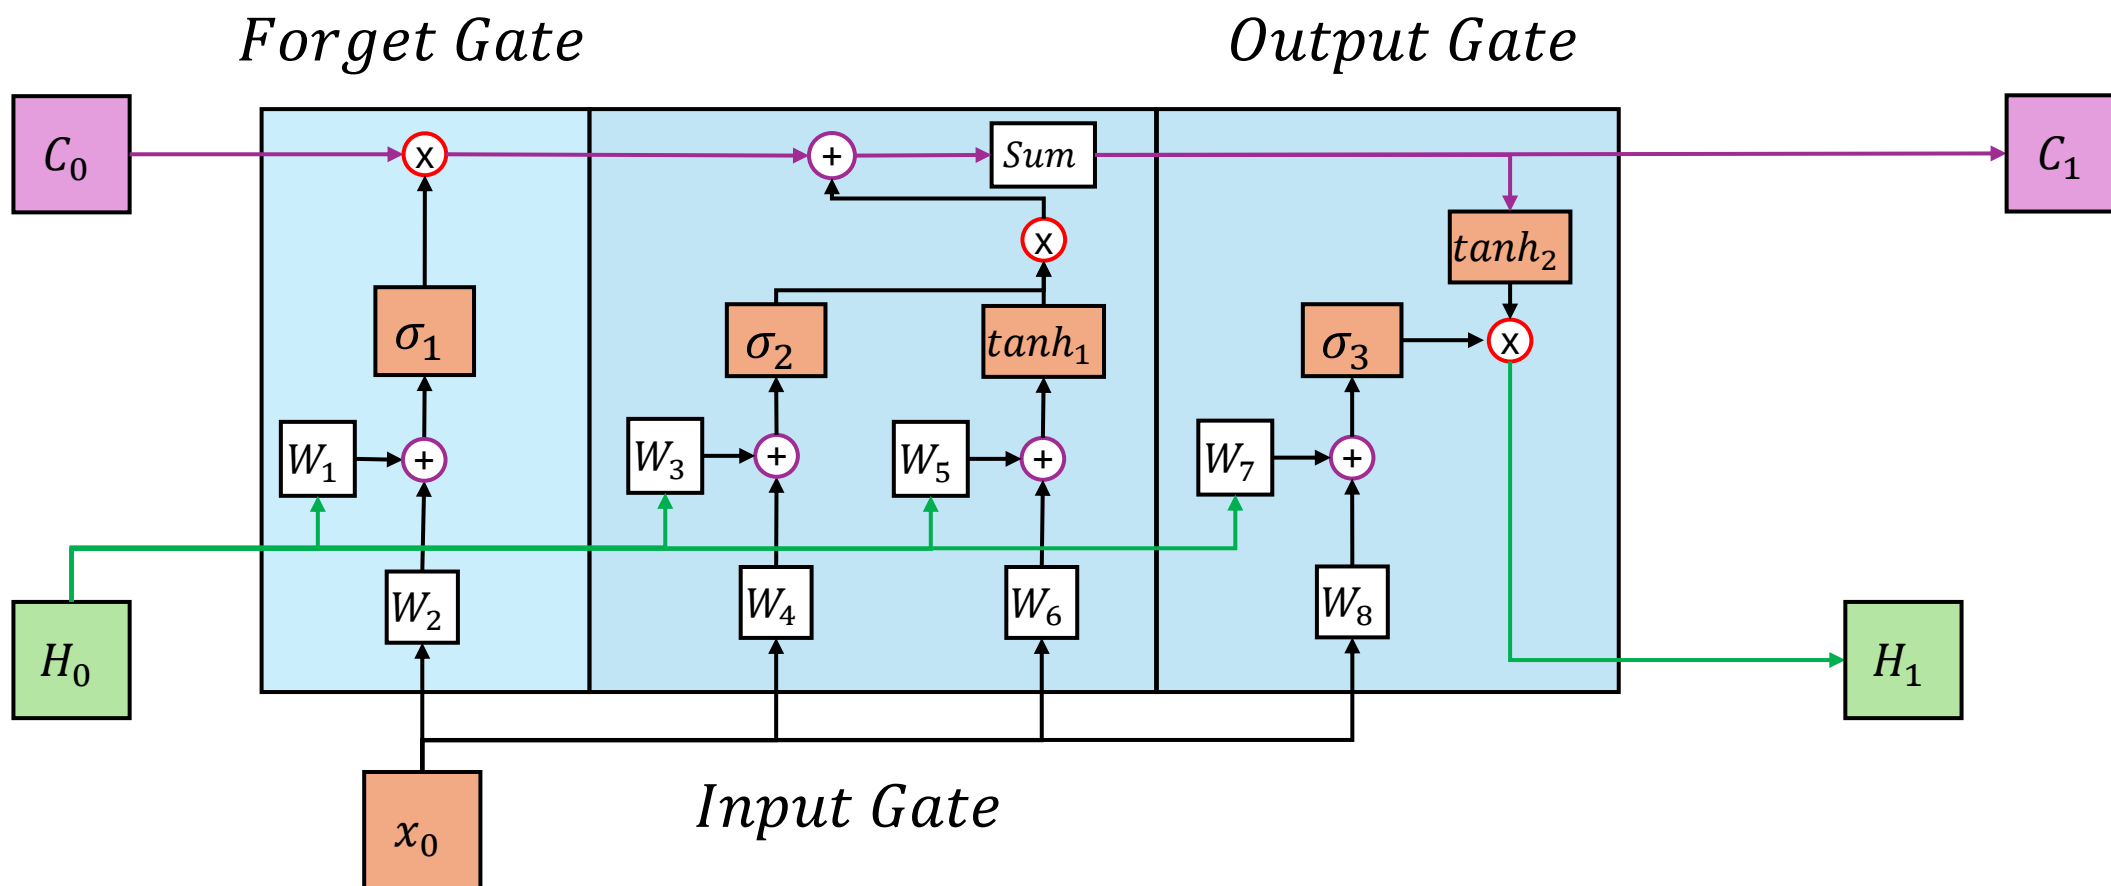 Forget Gate
Output Gate
C₀
x
+
Sum
C₁
x
tanh₂
σ₁
σ₂
tanh₁
σ₃
x
W₁
+
W₃
+
W₅
+
W₇
+
W₂
W₄
W₆
W₈
H₀
H₁
Input Gate
x₀